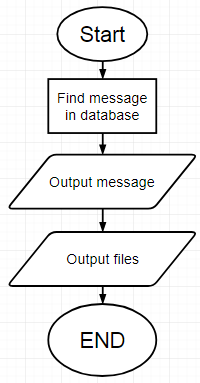 Start
Find message
in database
Output message
Output files
END